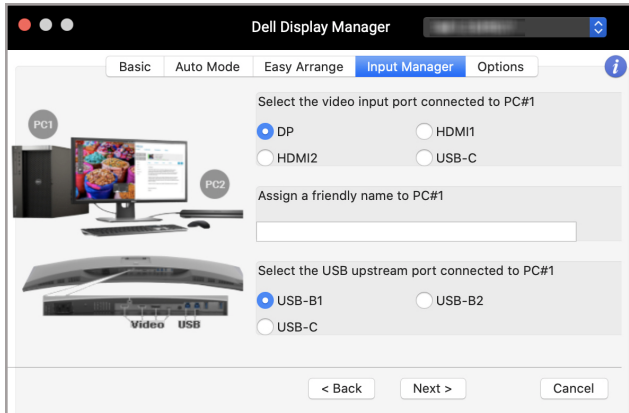 Dell Display Manager
Basic
Auto Mode
Easy Arrange
Input Manager
Options
i
Select the video input port connected to PC#1
PC1
DP
HDMI1
HDMI2
USB-C
PC2
Assign a friendly name to PC#1
Select the USB upstream port connected to PC#1
USB-B1
USB-B2
USB-C
Video USB
< Back
Next >
Cancel